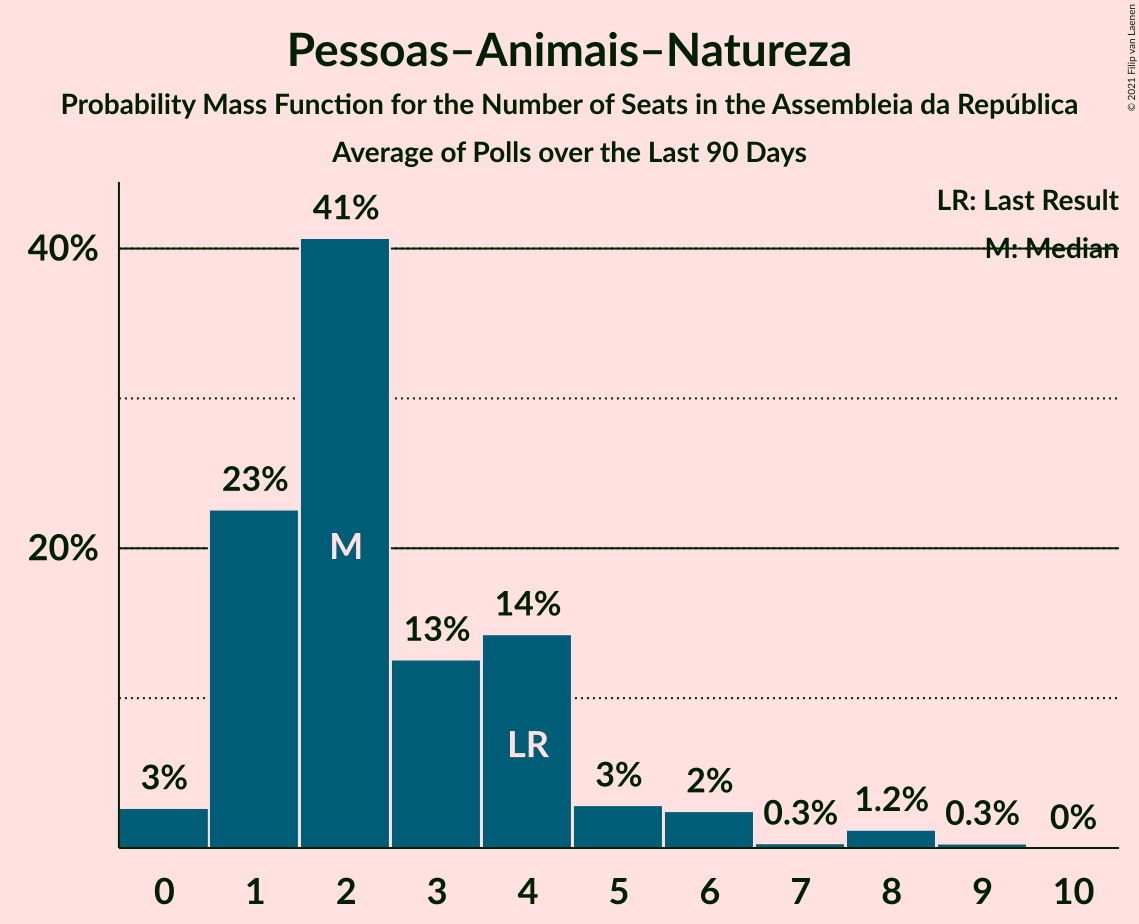 Pessoas–Animais–Natureza
Probability Mass Function for the Number of Seats in the Assembleia da República
Average of Polls over the Last 90 Days
© 2021 Filip van Laenen
LR: Last Result
M: Median
40%
20%
3%
23%
41%
13%
14%
3%
2%
0.3%
1.2%
0.3%
0%
M
LR
0 1 2 3 4 5 6 7 8 9 10